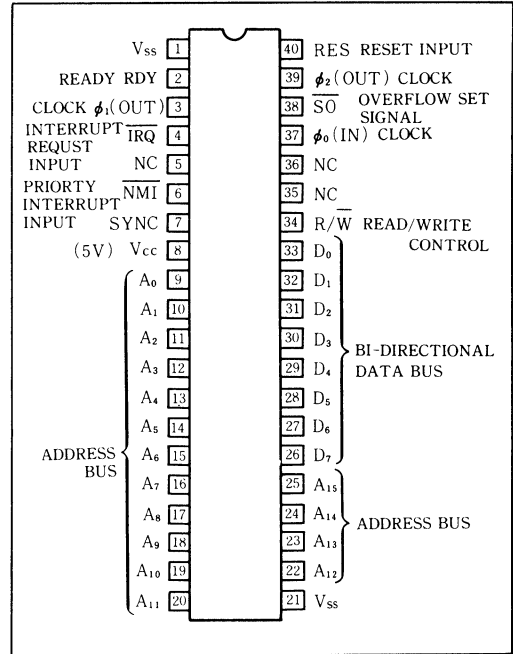 Vss 1 40 RES RESET INPUT
READY RDY 2 39 ϕ₂(OUT) CLOCK
CLOCK ϕ₁(OUT) 3 38 S̅O̅ OVERFLOW SET SIGNAL
INTERRUPT REQUST INPUT I̅R̅Q̅ 4 37 ϕ₀(IN) CLOCK
NC 5 36 NC
PRIORTY INTERRUPT INPUT N̅M̅I̅ 6 35 NC
SYNC 7 34 R/W̅ READ/WRITE CONTROL
(5V) Vcc 8 33 D₀
A₀ 9 32 D₁
A₁ 10 31 D₂
A₂ 11 30 D₃
A₃ 12 29 D₄
A₄ 13 28 D₅
A₅ 14 27 D₆
A₆ 15 26 D₇
BI-DIRECTIONAL
DATA BUS
ADDRESS
BUS
A₇ 16 25 A₁₅
A₈ 17 24 A₁₄
A₉ 18 23 A₁₃
A₁₀ 19 22 A₁₂
ADDRESS BUS
A₁₁ 20 21 Vss